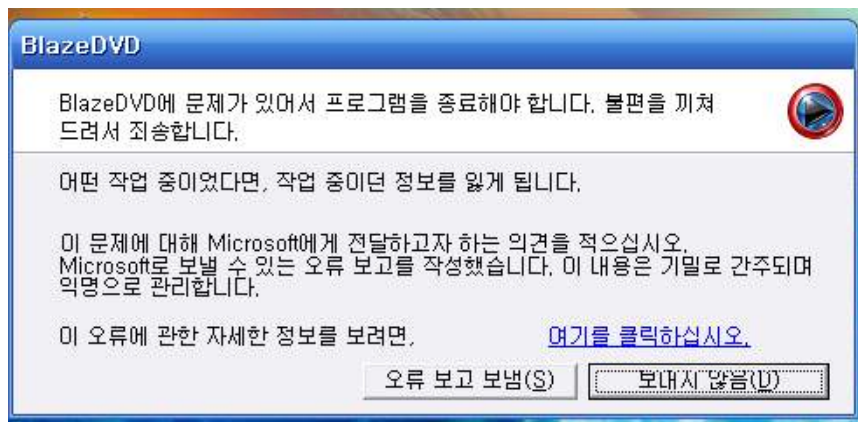 BlazeDVD
BlazeDVD에 문제가 있어서 프로그램을 종료해야 합니다. 불편을 끼쳐
드려서 죄송합니다.
어떤 작업 중이었다면, 작업 중이던 정보를 잃게 됩니다.
이 문제에 대해 Microsoft에게 전달하고자 하는 의견을 적으십시오.
Microsoft로 보낼 수 있는 오류 보고를 작성했습니다. 이 내용은 기밀로 간주되며
익명으로 관리합니다.
이 오류에 관한 자세한 정보를 보려면, 여기를 클릭하십시오.
오류 보고 보냄(S) 보내지 않음(D)